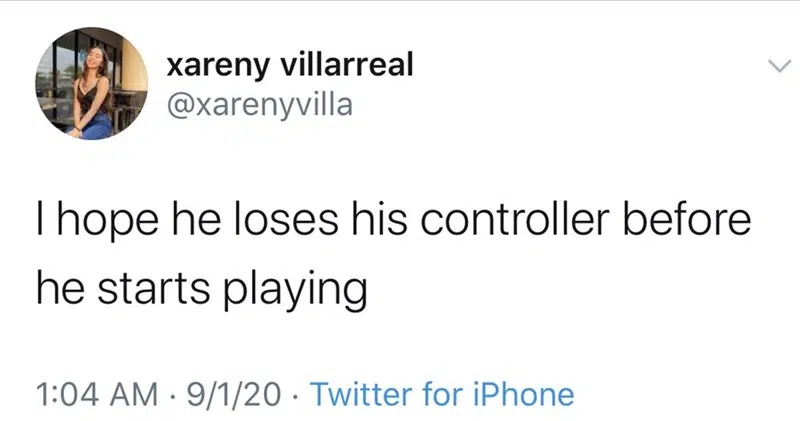 xareny villarreal
@xarenyvilla
I hope he loses his controller before
he starts playing
1:04 AM · 9/1/20 · Twitter for iPhone